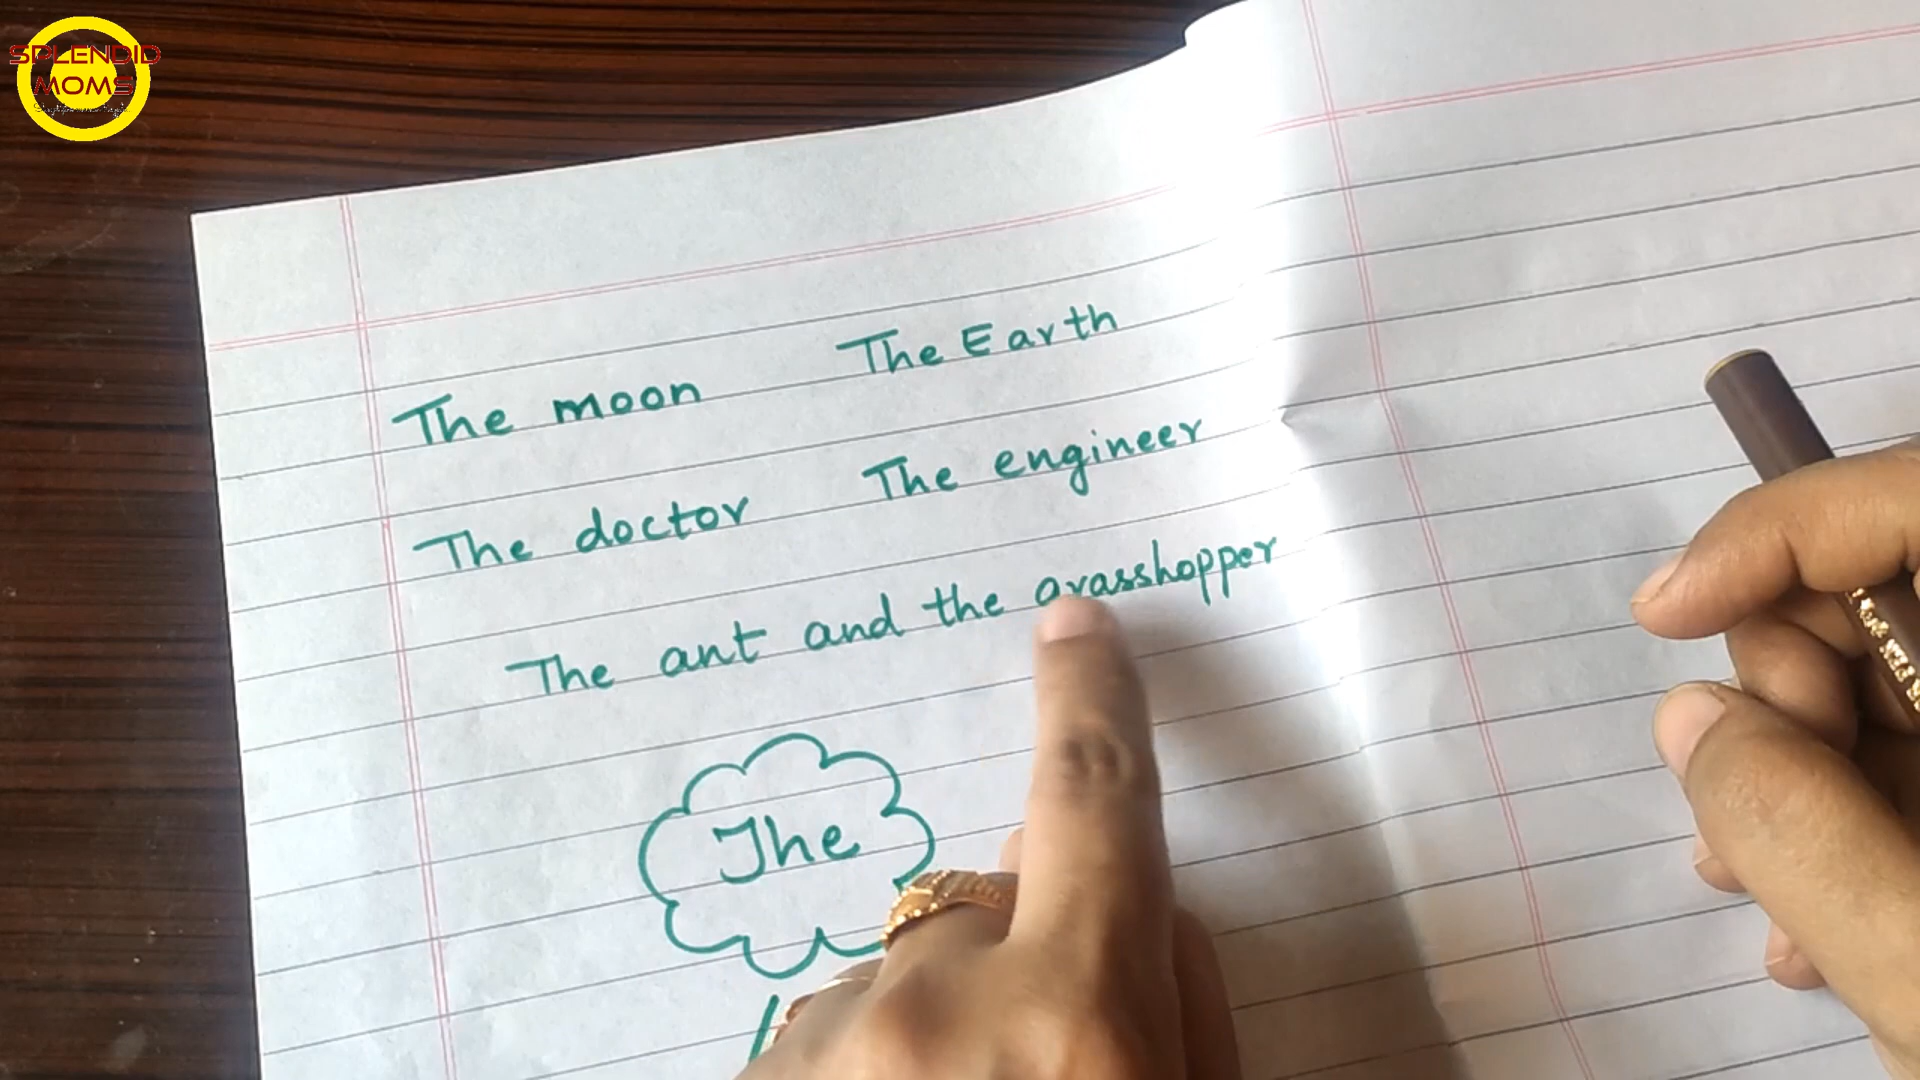 SPLENDID
MOMS
The moon The Earth
The doctor The engineer
The ant and the grasshopper
The